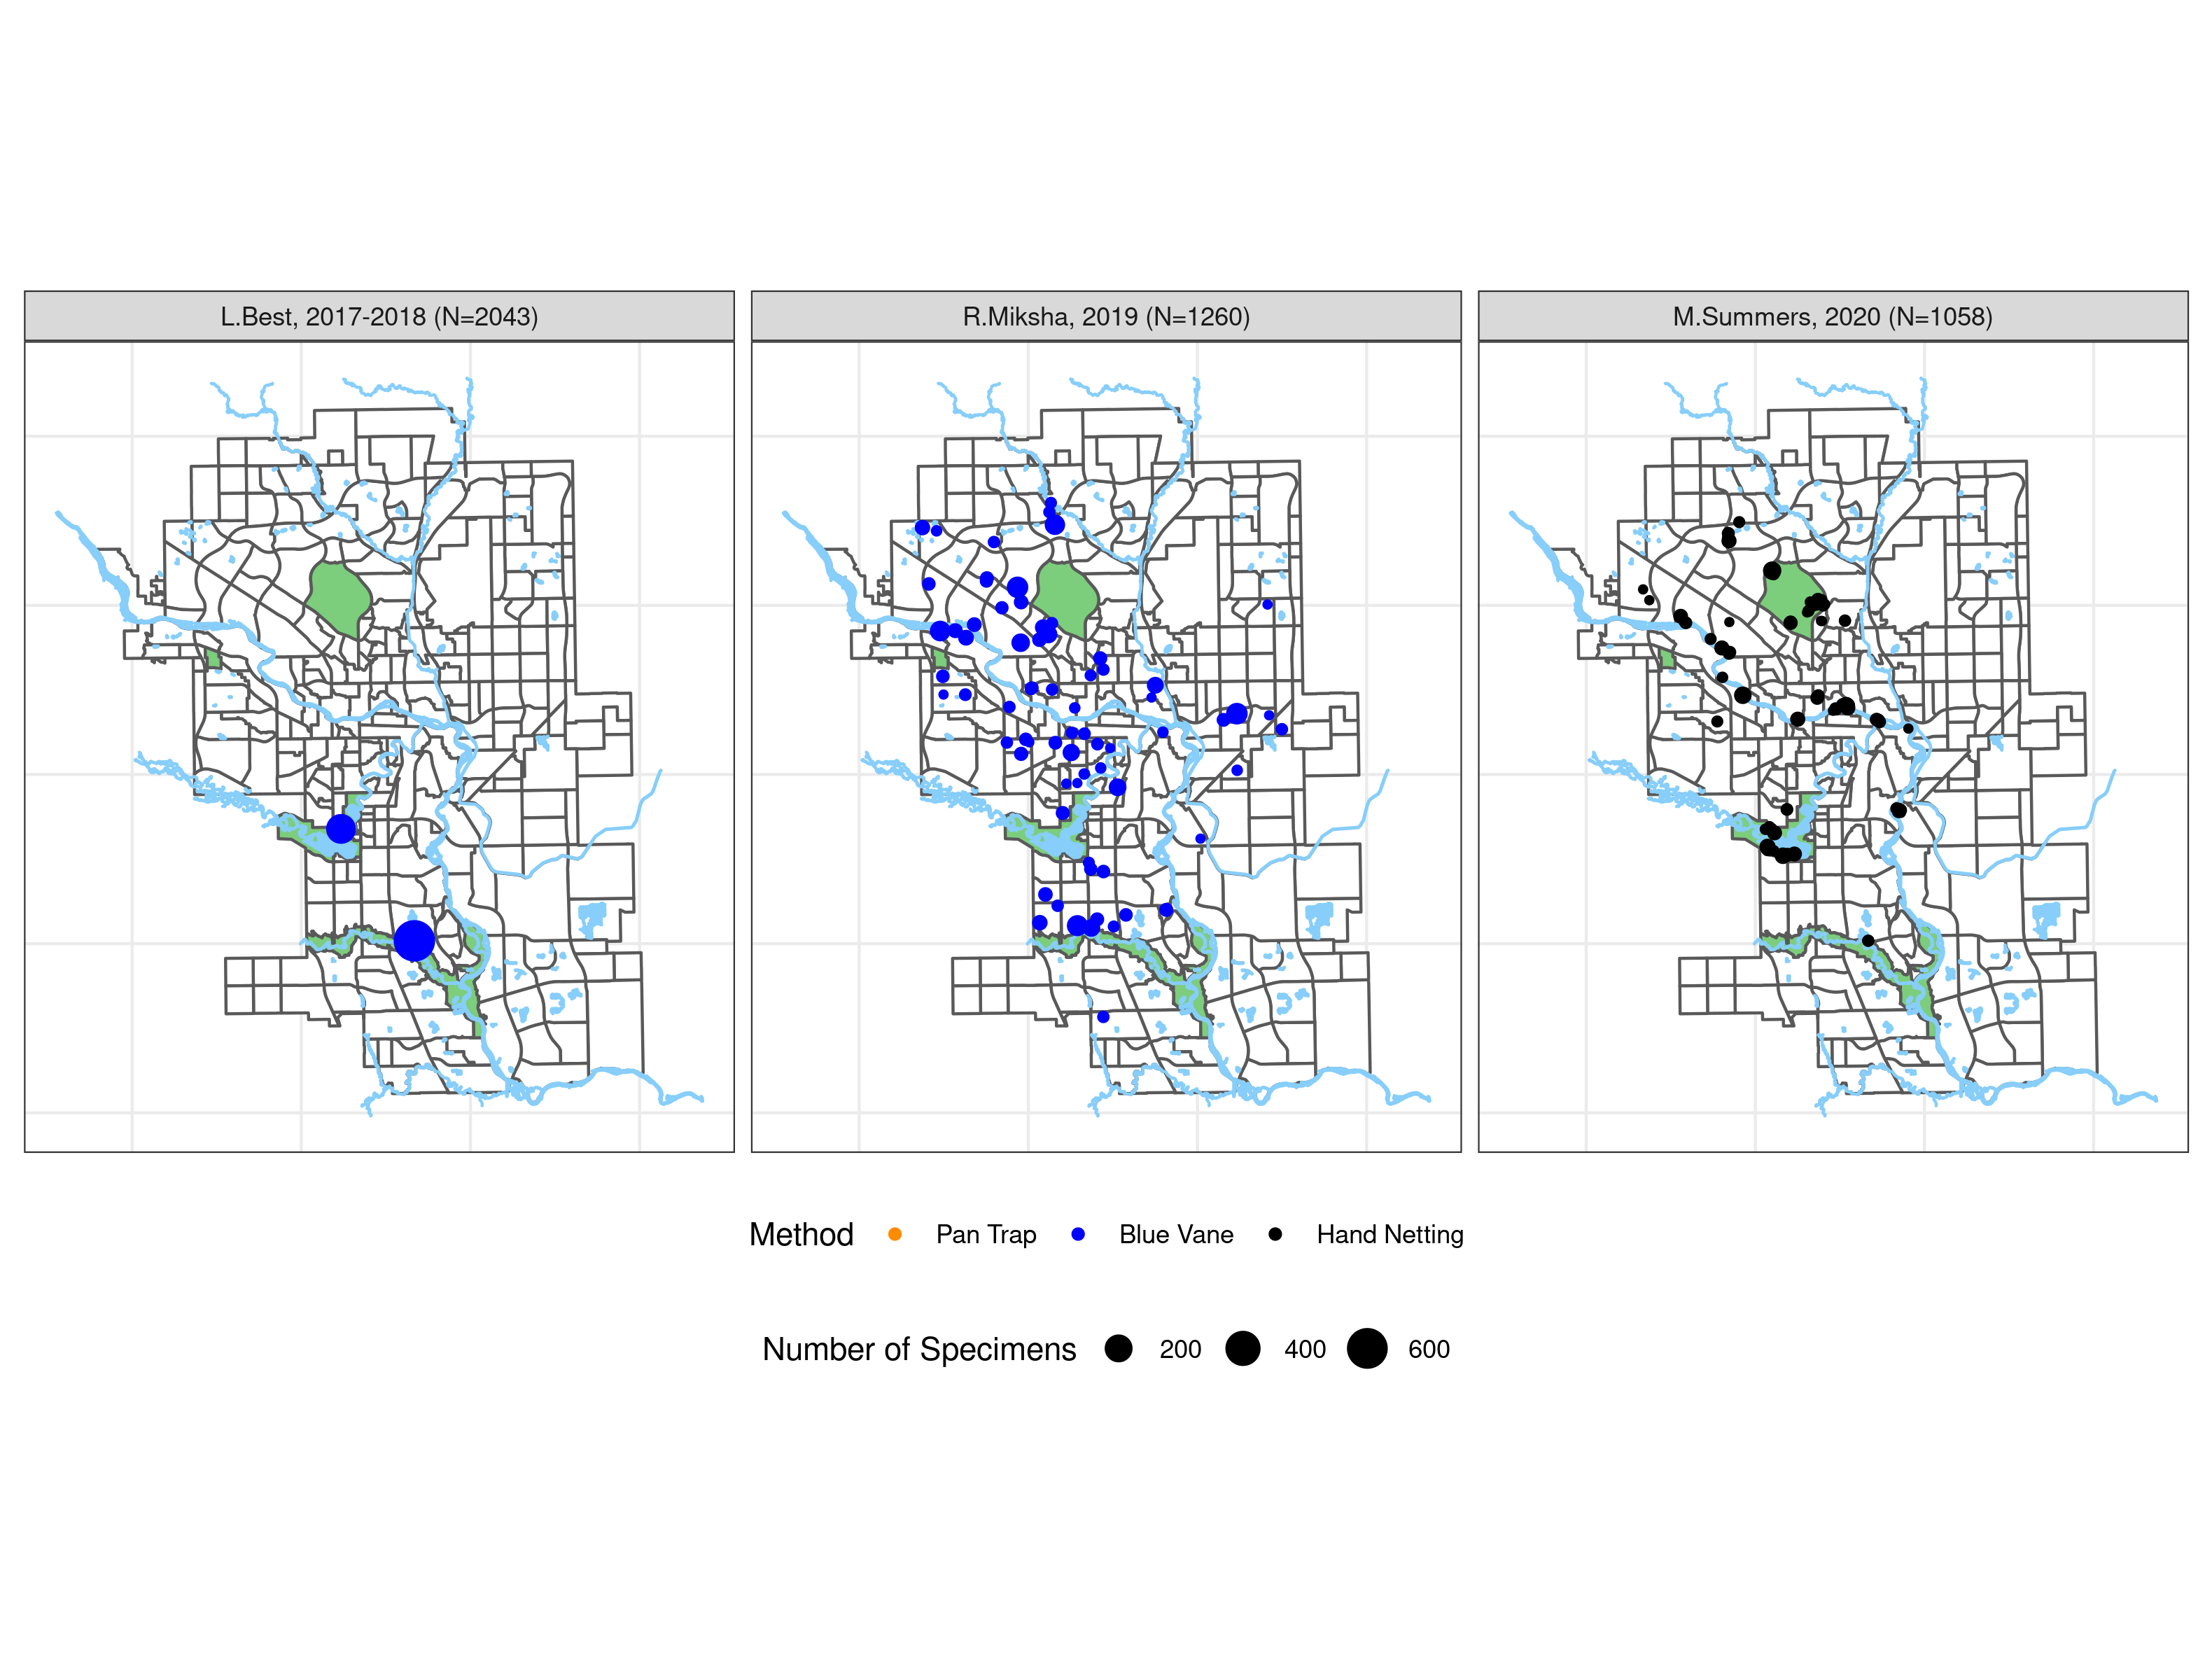 L.Best, 2017-2018 (N=2043)
R.Miksha, 2019 (N=1260)
M.Summers, 2020 (N=1058)
Method Pan Trap Blue Vane Hand Netting
Number of Specimens 200 400 600